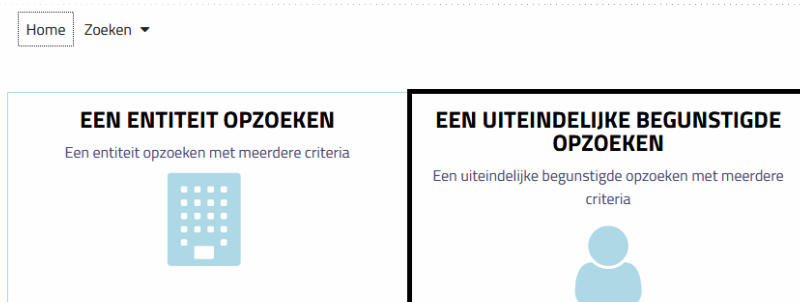 Home Zoeken
EEN ENTITEIT OPZOEKEN
Een entiteit opzoeken met meerdere criteria
EEN UITEINDELIJKE BEGUNSTIGDE
OPZOEKEN
Een uiteindelijke begunstigde opzoeken met meerdere
criteria